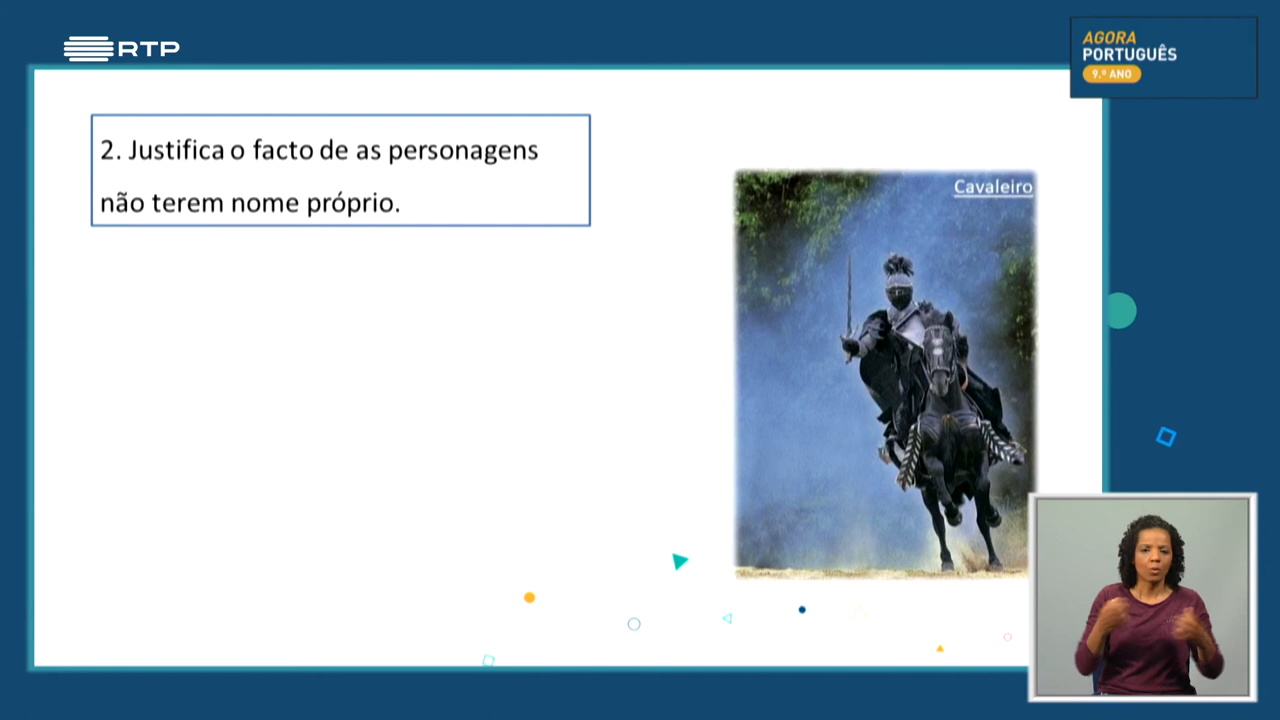 RTP
AGORA
PORTUGUÊS
9.º ANO
2. Justifica o facto de as personagens
não terem nome próprio.
Cavaleiro